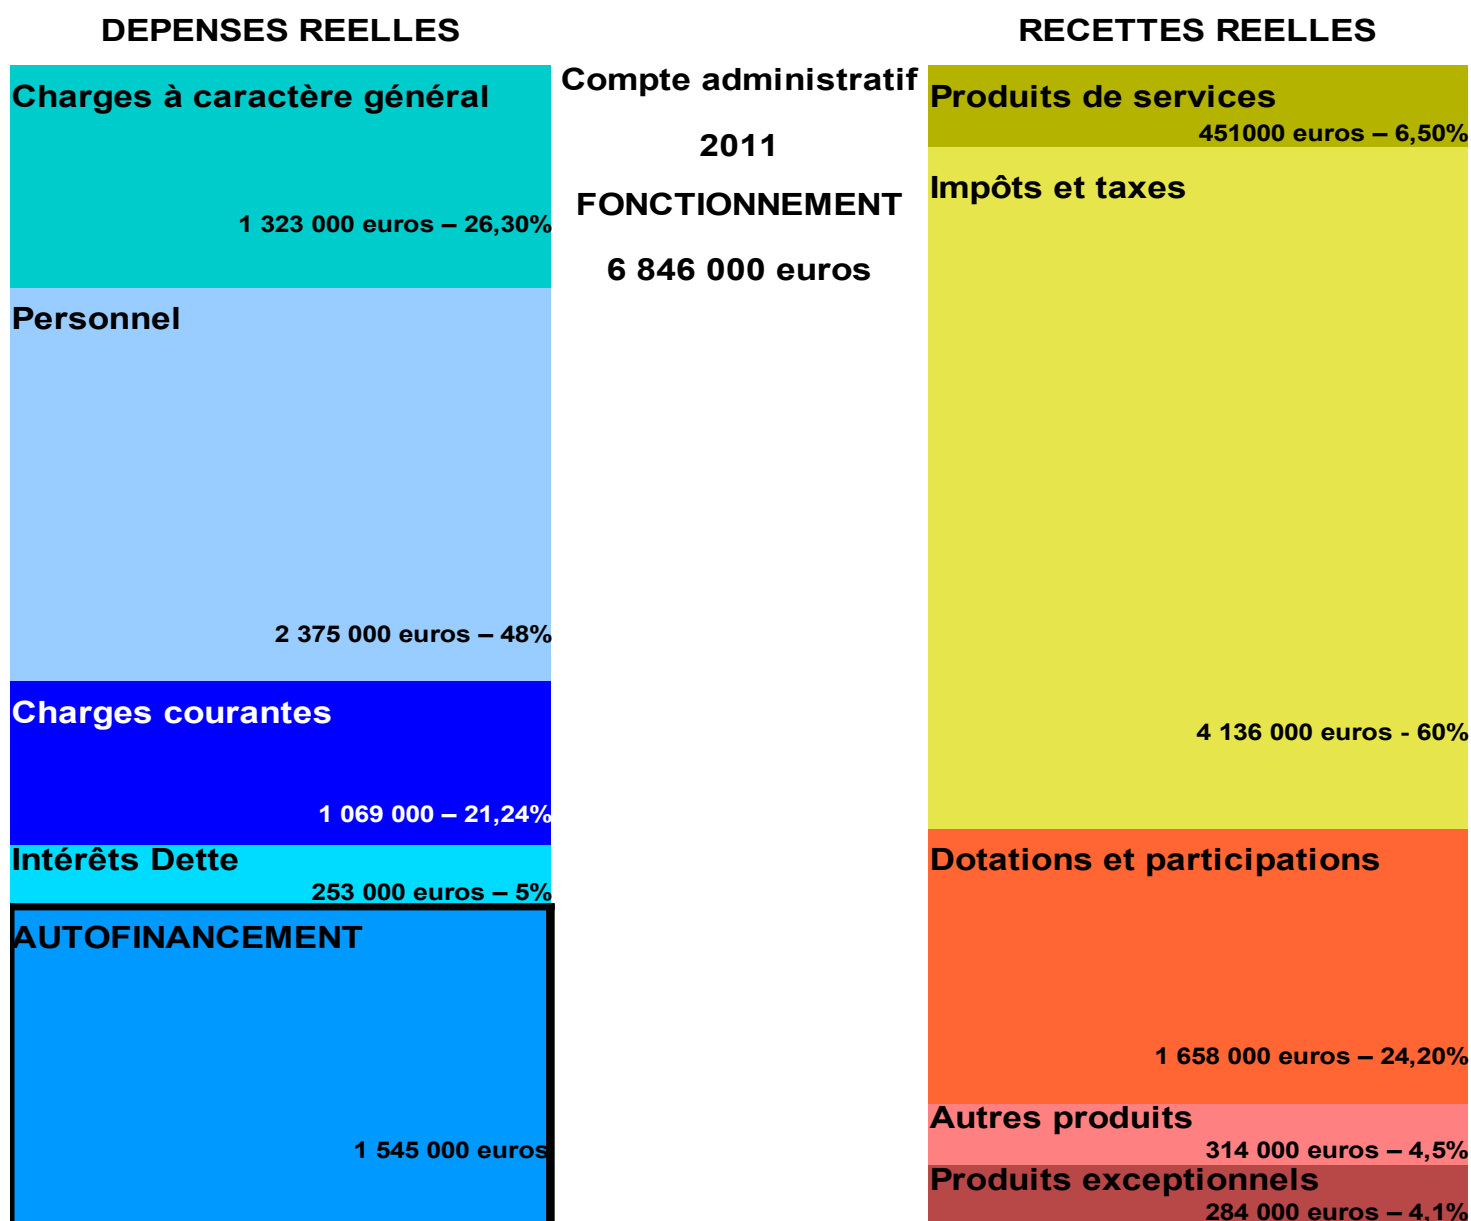 DEPENSES REELLES
Charges à caractère général
1 323 000 euros – 26,30%
Personnel
2 375 000 euros – 48%
Charges courantes
1 069 000 – 21,24%
Intérêts Dette
253 000 euros – 5%
AUTOFINANCEMENT
1 545 000 euros
Compte administratif
2011
FONCTIONNEMENT
6 846 000 euros
RECETTES REELLES
Produits de services
451000 euros – 6,50%
Impôts et taxes
4 136 000 euros - 60%
Dotations et participations
1 658 000 euros – 24,20%
Autres produits
314 000 euros – 4,5%
Produits exceptionnels
284 000 euros – 4,1%